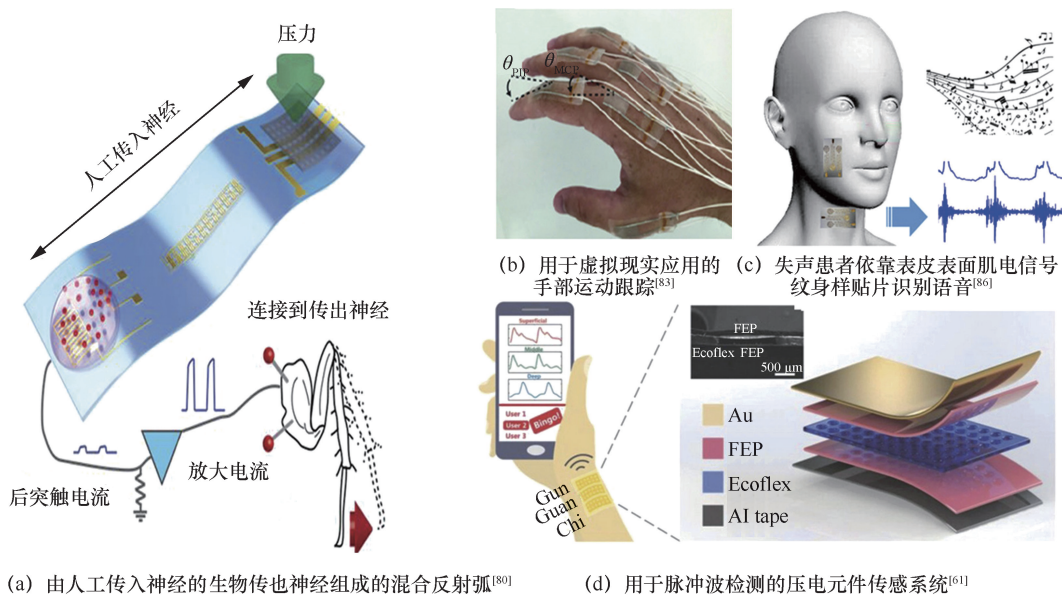 压力
人工传入神经
连接到传出神经
放大电流
后突触电流
(a) 由人工传入神经的生物传也神经组成的混合反射弧[80]
θPIP
θMCP
(b) 用于虚拟现实应用的
手部运动跟踪[83]
(c) 失声患者依靠表皮表面肌电信号
纹身样贴片识别语音[86]
Superficial
Middle
Deep
User 1
User 2
User 3
Bingo!
Gun
Guan
Chi
FEP
Ecoflex FEP
500 μm
Au
FEP
Ecoflex
AI tape
(d) 用于脉冲波检测的压电元件传感系统[61]